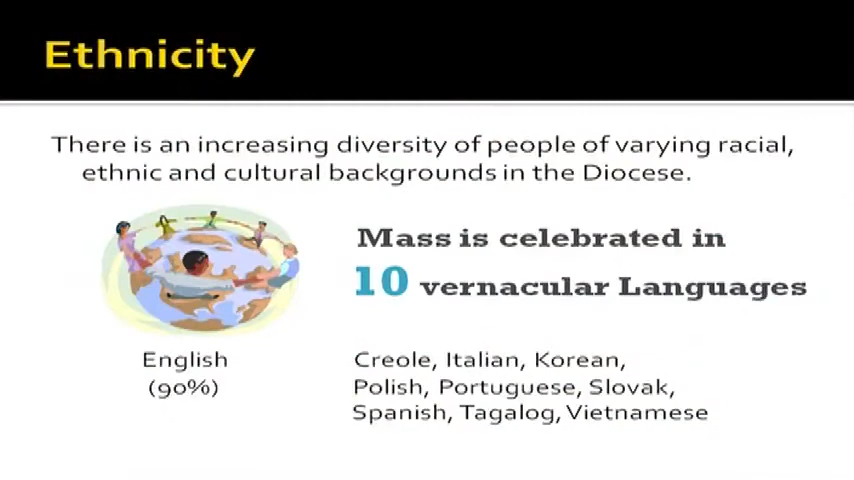 Ethnicity
There is an increasing diversity of people of varying racial,
ethnic and cultural backgrounds in the Diocese.
Mass is celebrated in
10 vernacular Languages
English
(90%)
Creole, Italian, Korean,
Polish, Portuguese, Slovak,
Spanish, Tagalog, Vietnamese